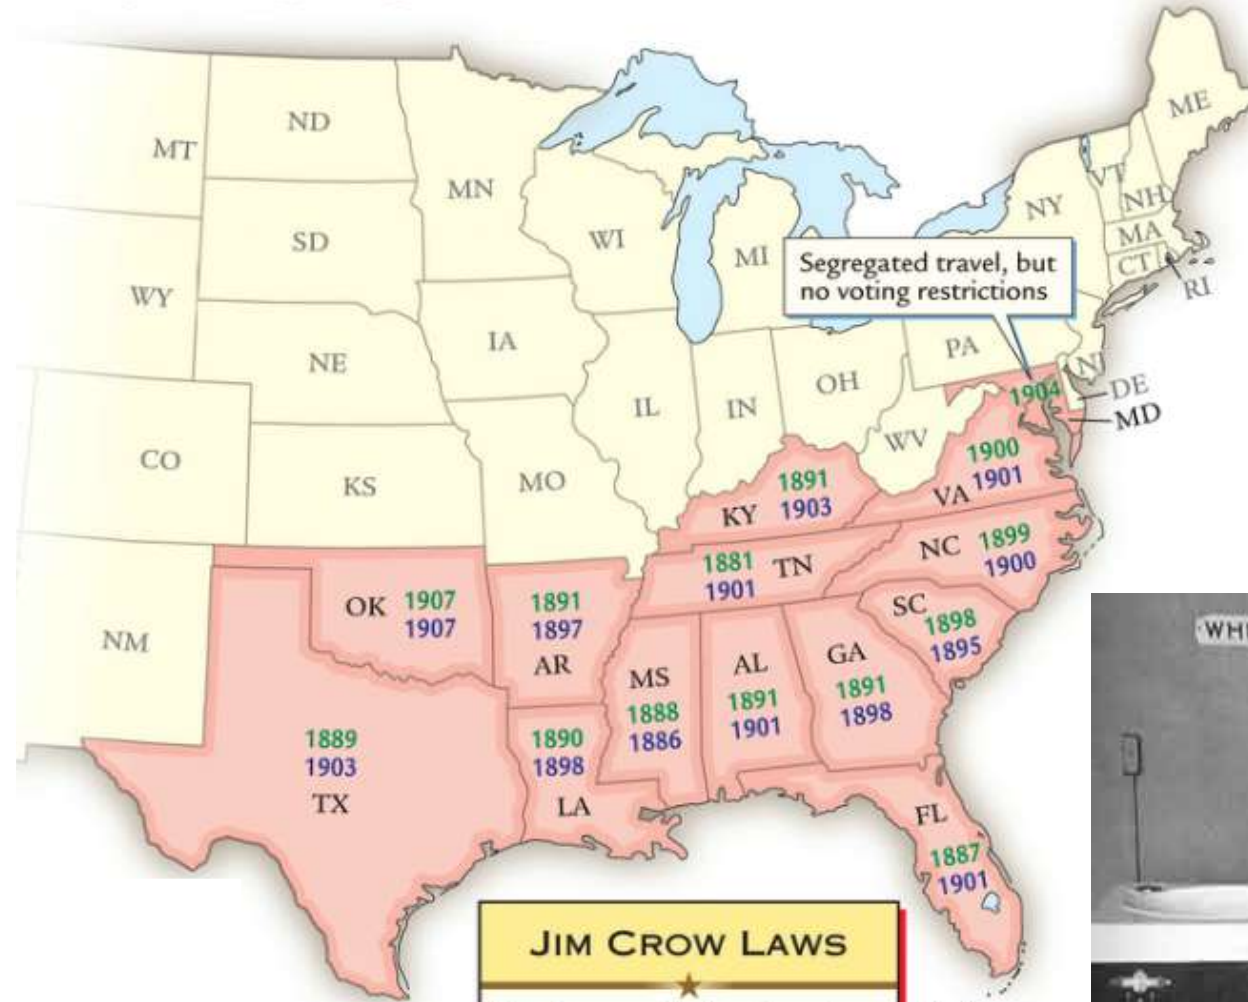 ME
ND
MT
MN
VT
NH
NY
WI
MA
SD
MI
CT
Segregated travel, but
no voting restrictions
RI
WY
IA
PA
NJ
NE
OH
DE
1904
MD
IL
IN
WV
CO
1900
KS
MO
1891
VA 1901
KY 1903
NC 1899
1881 TN
1900
1901
OK 1907
1907
1891
1897
AR
SC
1898
1895
WH
NM
MS
1888
1886
AL
1891
1901
GA
1891
1898
1889
1903
TX
1890
1898
LA
FL
1887
1901
JIM CROW LAWS